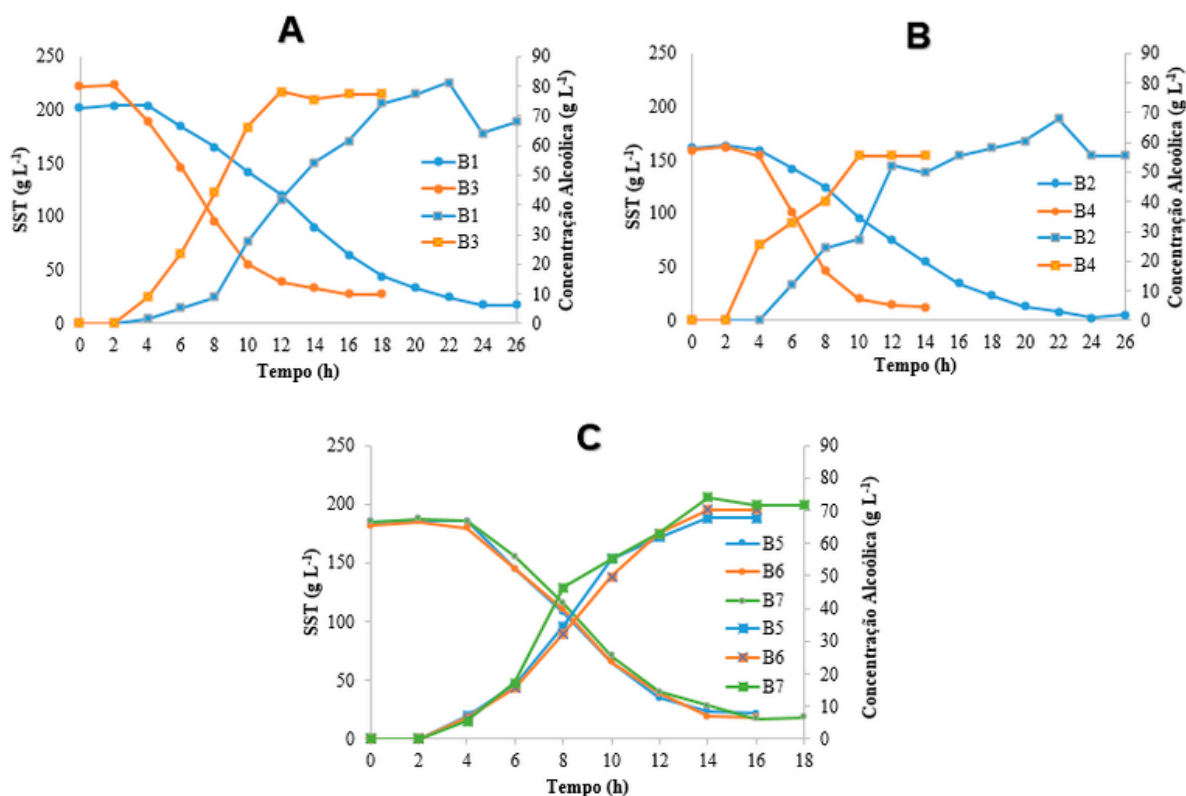 A
250
200
150
100
50
0
SST (g L⁻¹)
0 2 4 6 8 10 12 14 16 18 20 22 24 26
Tempo (h)
90
80
70
60
50
40
30
20
10
0
Concentração Alcoólica (g L⁻¹)
B1
B3
B1
B3
B
250
200
150
100
50
0
SST (g L⁻¹)
0 2 4 6 8 10 12 14 16 18 20 22 24 26
Tempo (h)
90
80
70
60
50
40
30
20
10
0
Concentração Alcoólica (g L⁻¹)
B2
B4
B2
B4
C
250
200
150
100
50
0
SST (g L⁻¹)
0 2 4 6 8 10 12 14 16 18
Tempo (h)
90
80
70
60
50
40
30
20
10
0
Concentração Alcoólica (g L⁻¹)
B5
B6
B7
B5
B6
B7